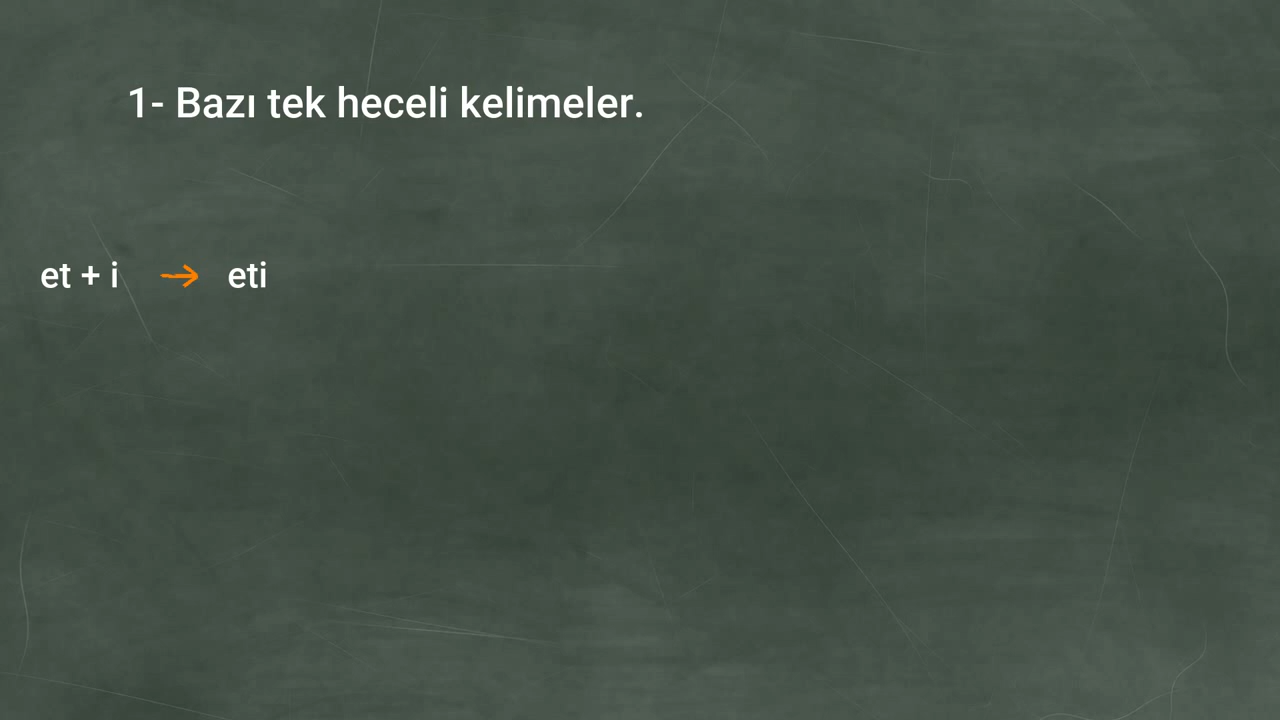 1- Bazı tek heceli kelimeler.
et + i → eti